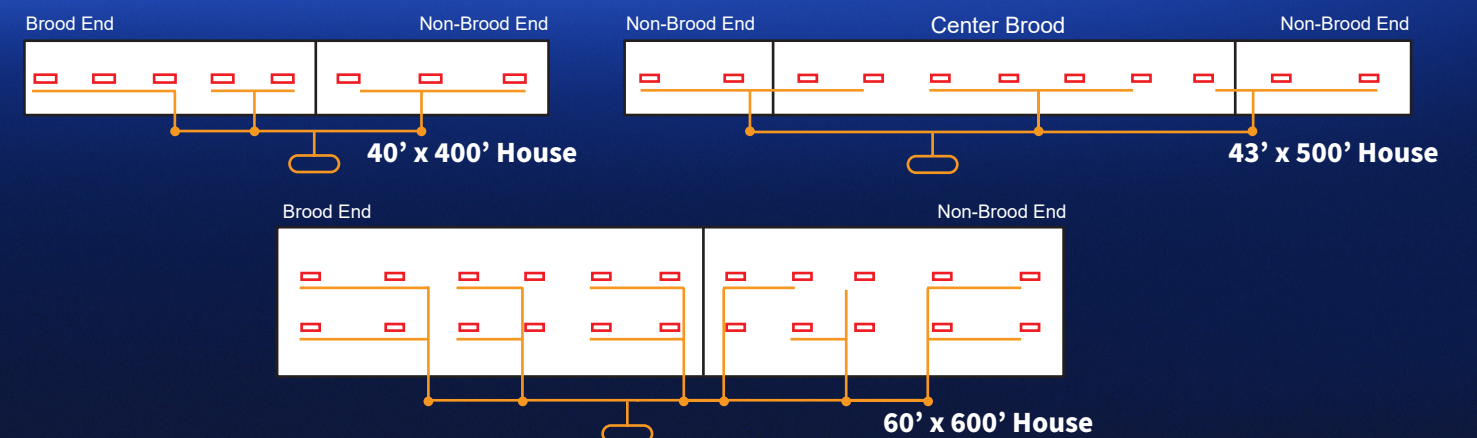 Brood End
Non-Brood End
Non-Brood End
Center Brood
Non-Brood End
40’ x 400’ House
43’ x 500’ House
Brood End
Non-Brood End
60’ x 600’ House